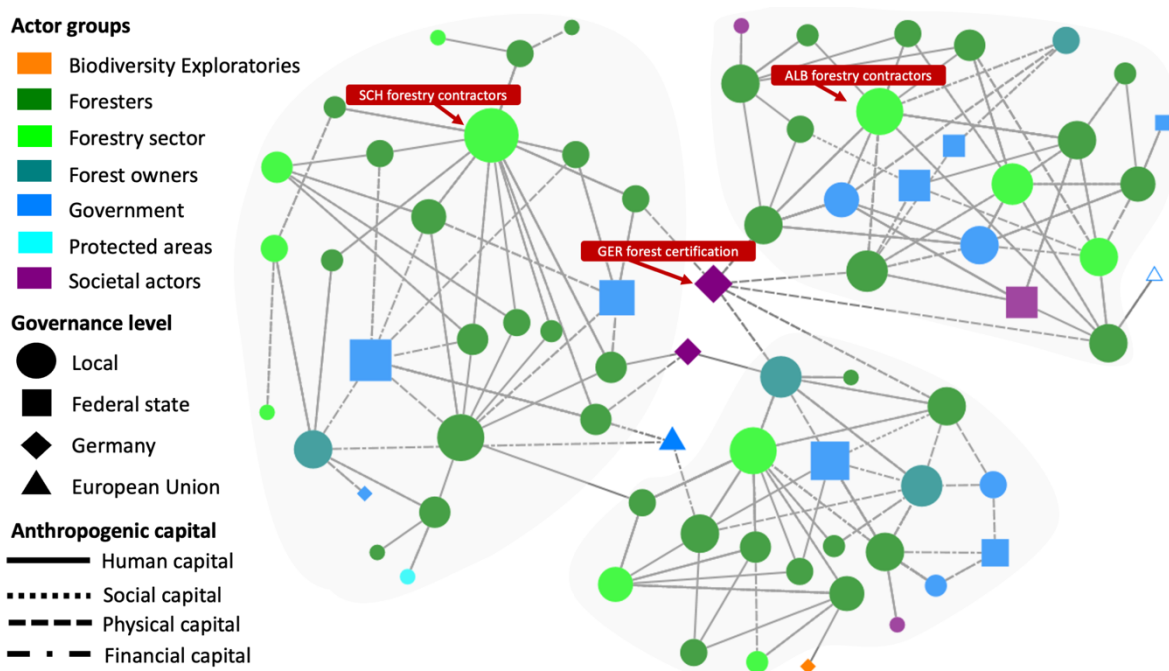 Actor groups
Biodiversity Exploratories
Foresters
Forestry sector
Forest owners
Government
Protected areas
Societal actors
Governance level
Local
Federal state
Germany
European Union
Anthropogenic capital
Human capital
Social capital
Physical capital
Financial capital
SCH forestry contractors
ALB forestry contractors
GER forest certification